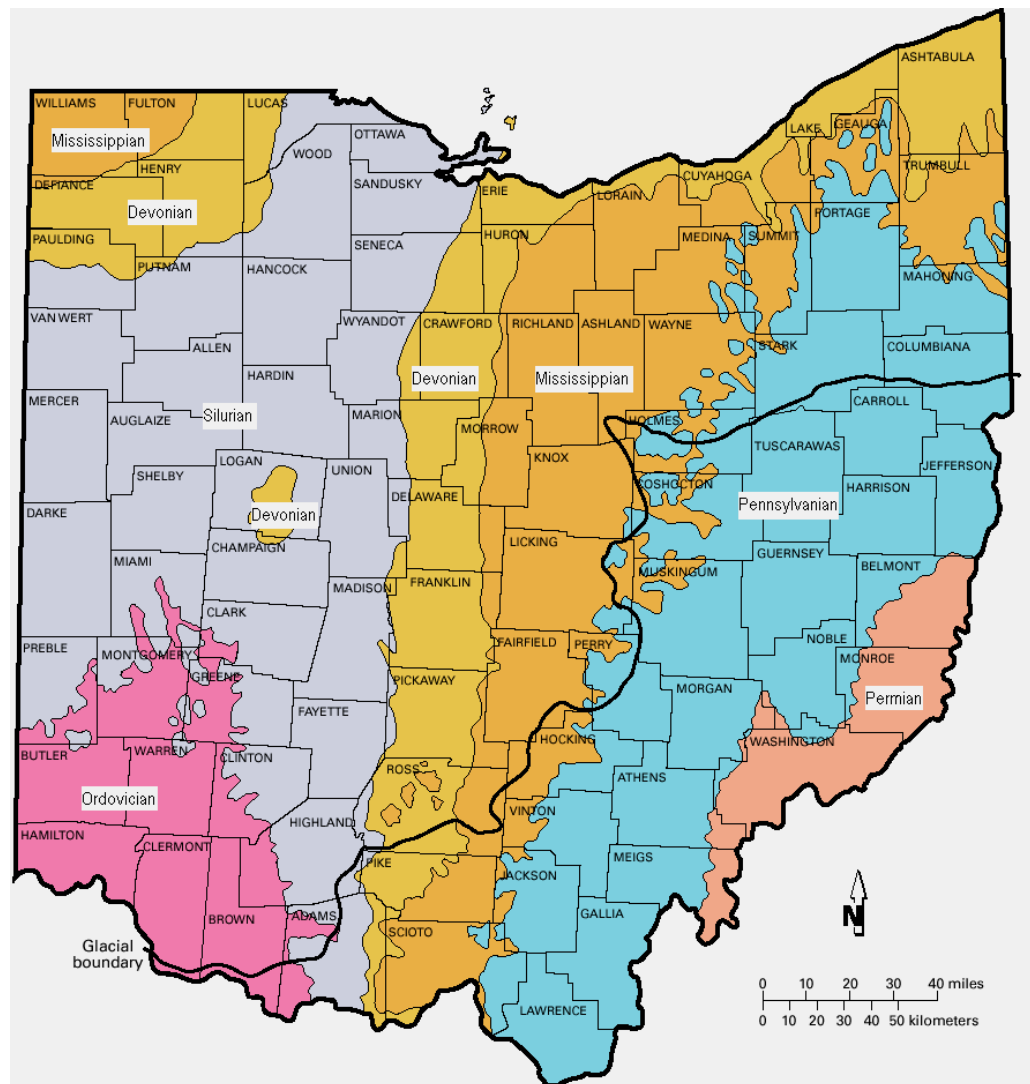 ASHTABULA
WILLIAMS
FULTON
LUCAS
LAKE
GEAUGA
Mississippian
OTTAWA
WOOD
HENRY
CUYAHOGA
TRUMBULL
DEFIANCE
SANDUSKY
ERIE
LORAIN
Devonian
PORTAGE
PAULDING
SENECA
HURON
MEDINA
SUMMIT
PUTNAM
HANCOCK
MAHONING
VAN WERT
WYANDOT
CRAWFORD
RICHLAND
ASHLAND
WAYNE
ALLEN
STARK
COLUMBIANA
HARDIN
Devonian
Mississippian
MERCER
CARROLL
AUGLAIZE
Silurian
MARION
MORROW
HOLMES
TUSCARAWAS
LOGAN
UNION
KNOX
JEFFERSON
SHELBY
DELAWARE
COSHOCTON
HARRISON
DARKE
Devonian
Pennsylvanian
CHAMPAIGN
LICKING
GUERNSEY
MIAMI
MADISON
FRANKLIN
MUSKINGUM
BELMONT
CLARK
PREBLE
MONTGOMERY
FAIRFIELD
PERRY
NOBLE
MONROE
GREENE
PICKAWAY
MORGAN
Permian
FAYETTE
BUTLER
WARREN
CLINTON
HOCKING
WASHINGTON
ROSS
ATHENS
Ordovician
HIGHLAND
VINTON
HAMILTON
CLERMONT
PIKE
MEIGS
JACKSON
BROWN
ADAMS
GALLIA
SCIOTO
N
Glacial
boundary
0 20 30 40 miles
0 10 20 30 40 50 kilometers
LAWRENCE